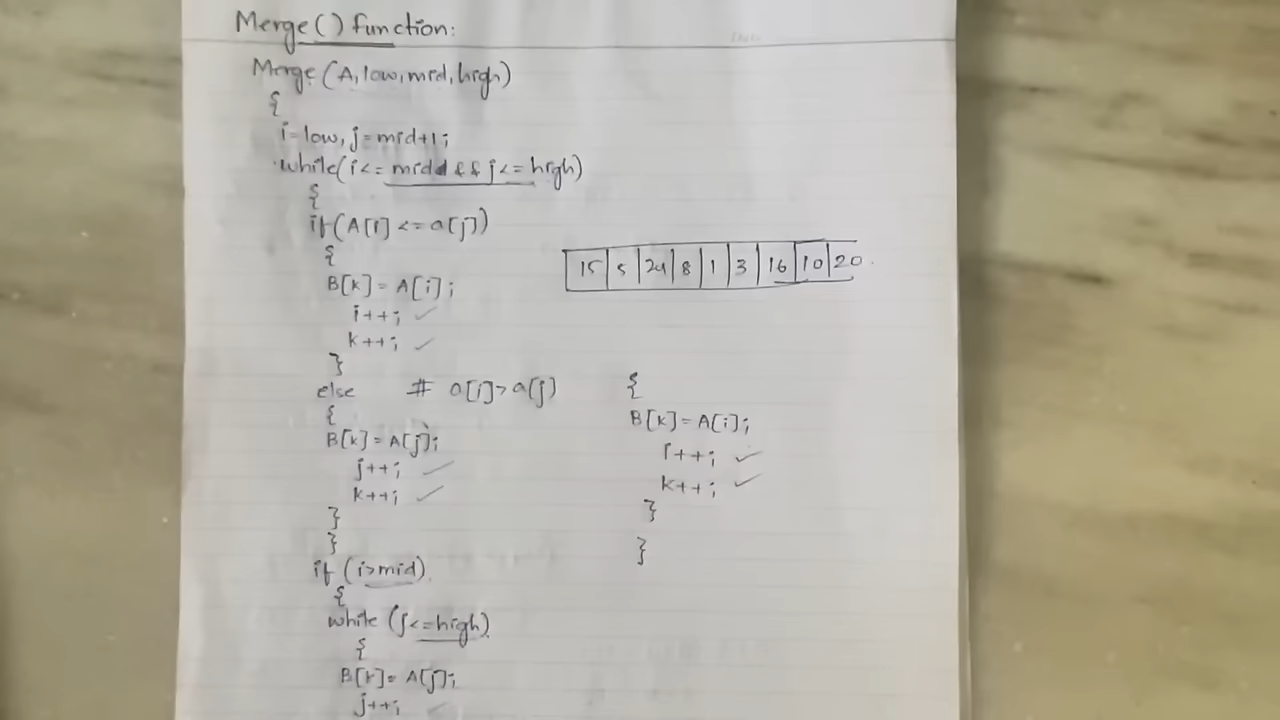 Merge() function:
Merge(A,low,mid,high)
{
i=low, j=mid+1;
while(i<=midd && j<=high)
{
if(A[i]<=a[j])
{
B[k]=A[i];
i++;
k++;
}
else # a[i]>a[j]
{
B[k]=A[j];
j++;
k++;
}
}
if (i>mid)
{
while (j<=high)
{
B[k]=A[j];
j++;
15 5 24 8 1 3 16 10 20
{
B[k]=A[i];
i++;
k++;
}
}